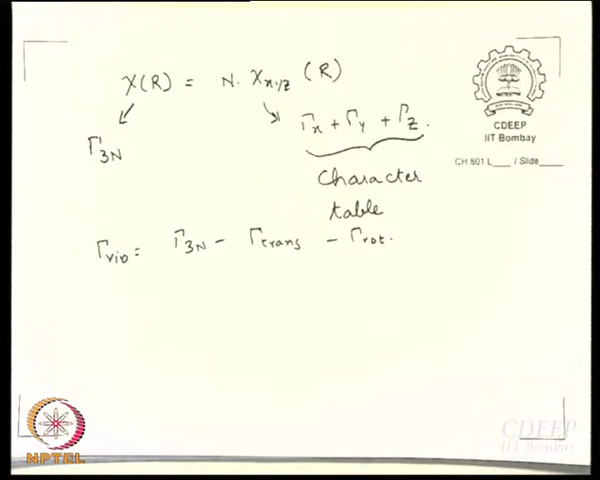 χ(R) = N. χx,y,z (R)
Γ3N
Γx + Γy + Γz.
Character
table
Γvib = Γ3N - Γtrans - Γrot.
CDEEP
IIT Bombay
CH 801 L___ / Slide___
NPTEL
CDEEP
IIT Bombay